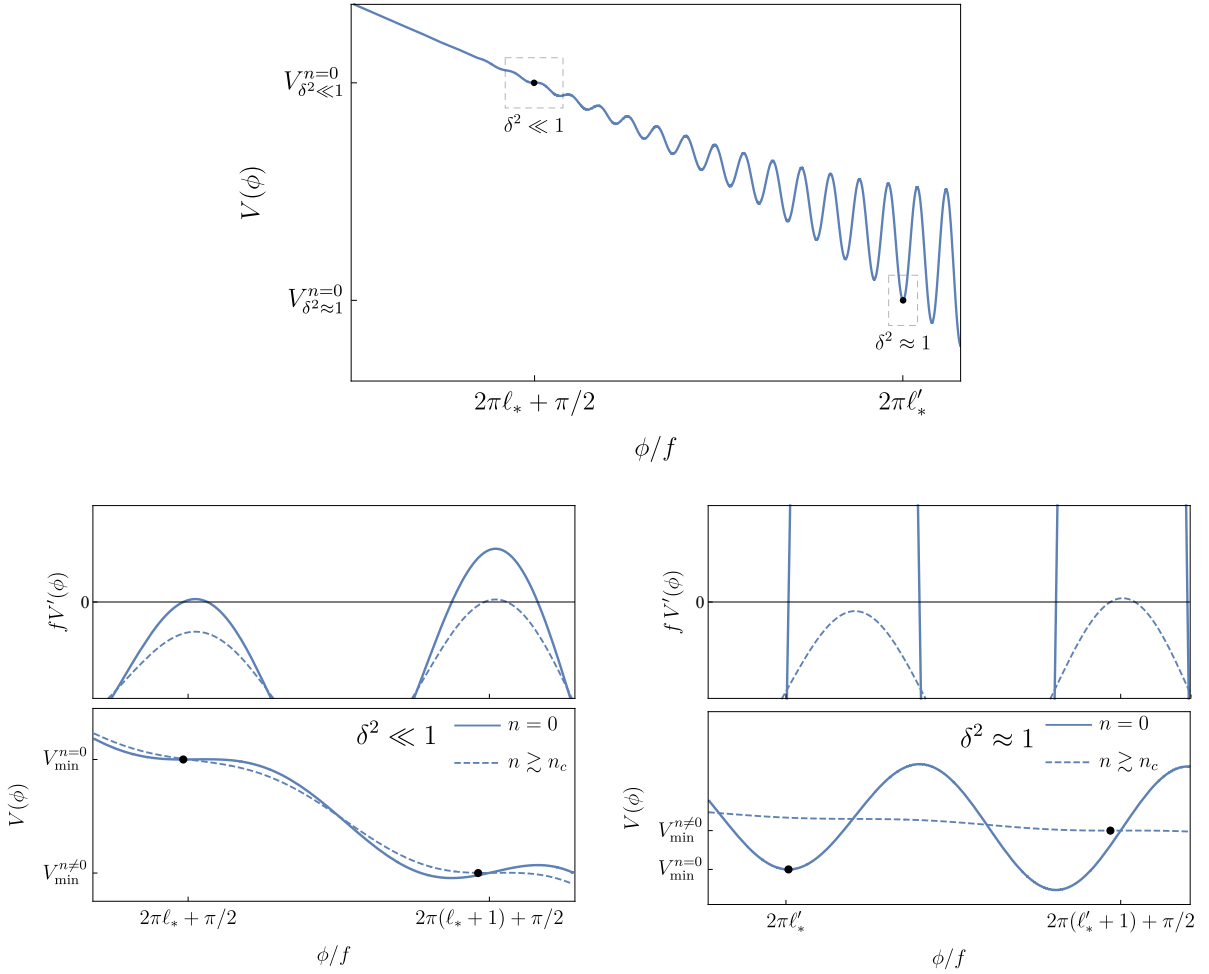 V^{n=0}_{δ²≪1}
δ² ≪ 1
V(ϕ)
V^{n=0}_{δ²≈1}
δ² ≈ 1
2πℓ_* + π/2
2πℓ′_*
ϕ/f
fV′(ϕ)
0
δ² ≪ 1
n = 0
n ≳ n_c
V^{n=0}_{min}
V(ϕ)
V^{n≠0}_{min}
2πℓ_* + π/2
2π(ℓ_* + 1) + π/2
ϕ/f
fV′(ϕ)
0
δ² ≈ 1
n = 0
n ≳ n_c
V(ϕ)
V^{n≠0}_{min}
V^{n=0}_{min}
2πℓ′_*
2π(ℓ′_* + 1) + π/2
ϕ/f